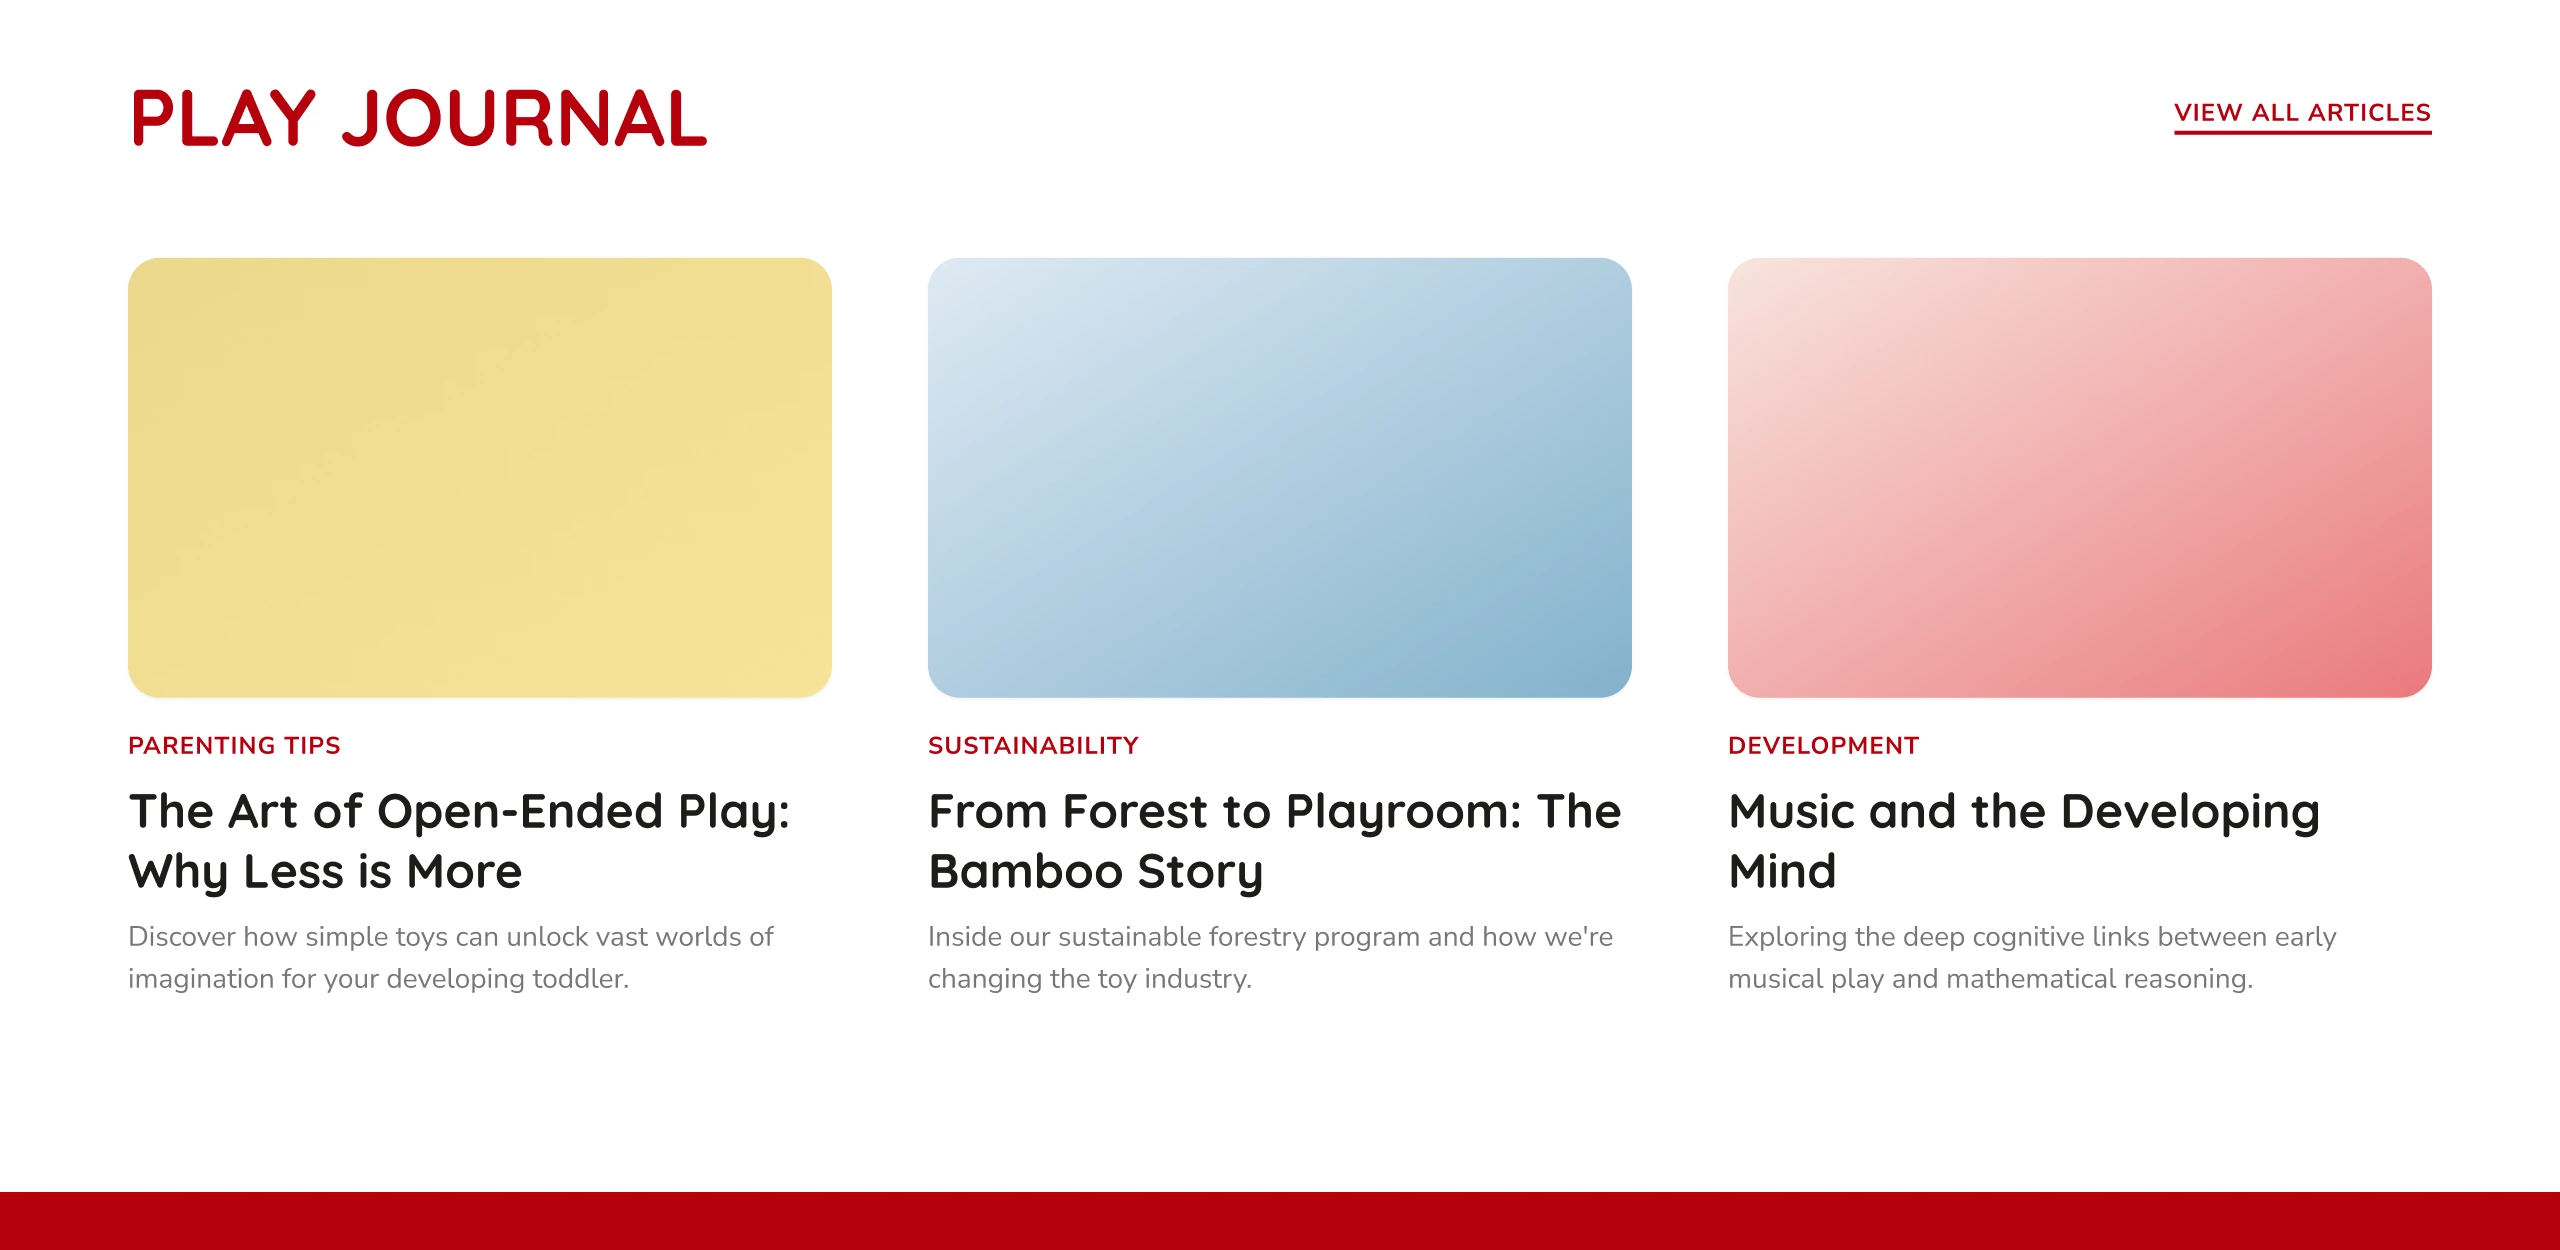 PLAY JOURNAL
VIEW ALL ARTICLES
PARENTING TIPS
The Art of Open-Ended Play:
Why Less is More
Discover how simple toys can unlock vast worlds of
imagination for your developing toddler.
SUSTAINABILITY
From Forest to Playroom: The
Bamboo Story
Inside our sustainable forestry program and how we're
changing the toy industry.
DEVELOPMENT
Music and the Developing
Mind
Exploring the deep cognitive links between early
musical play and mathematical reasoning.